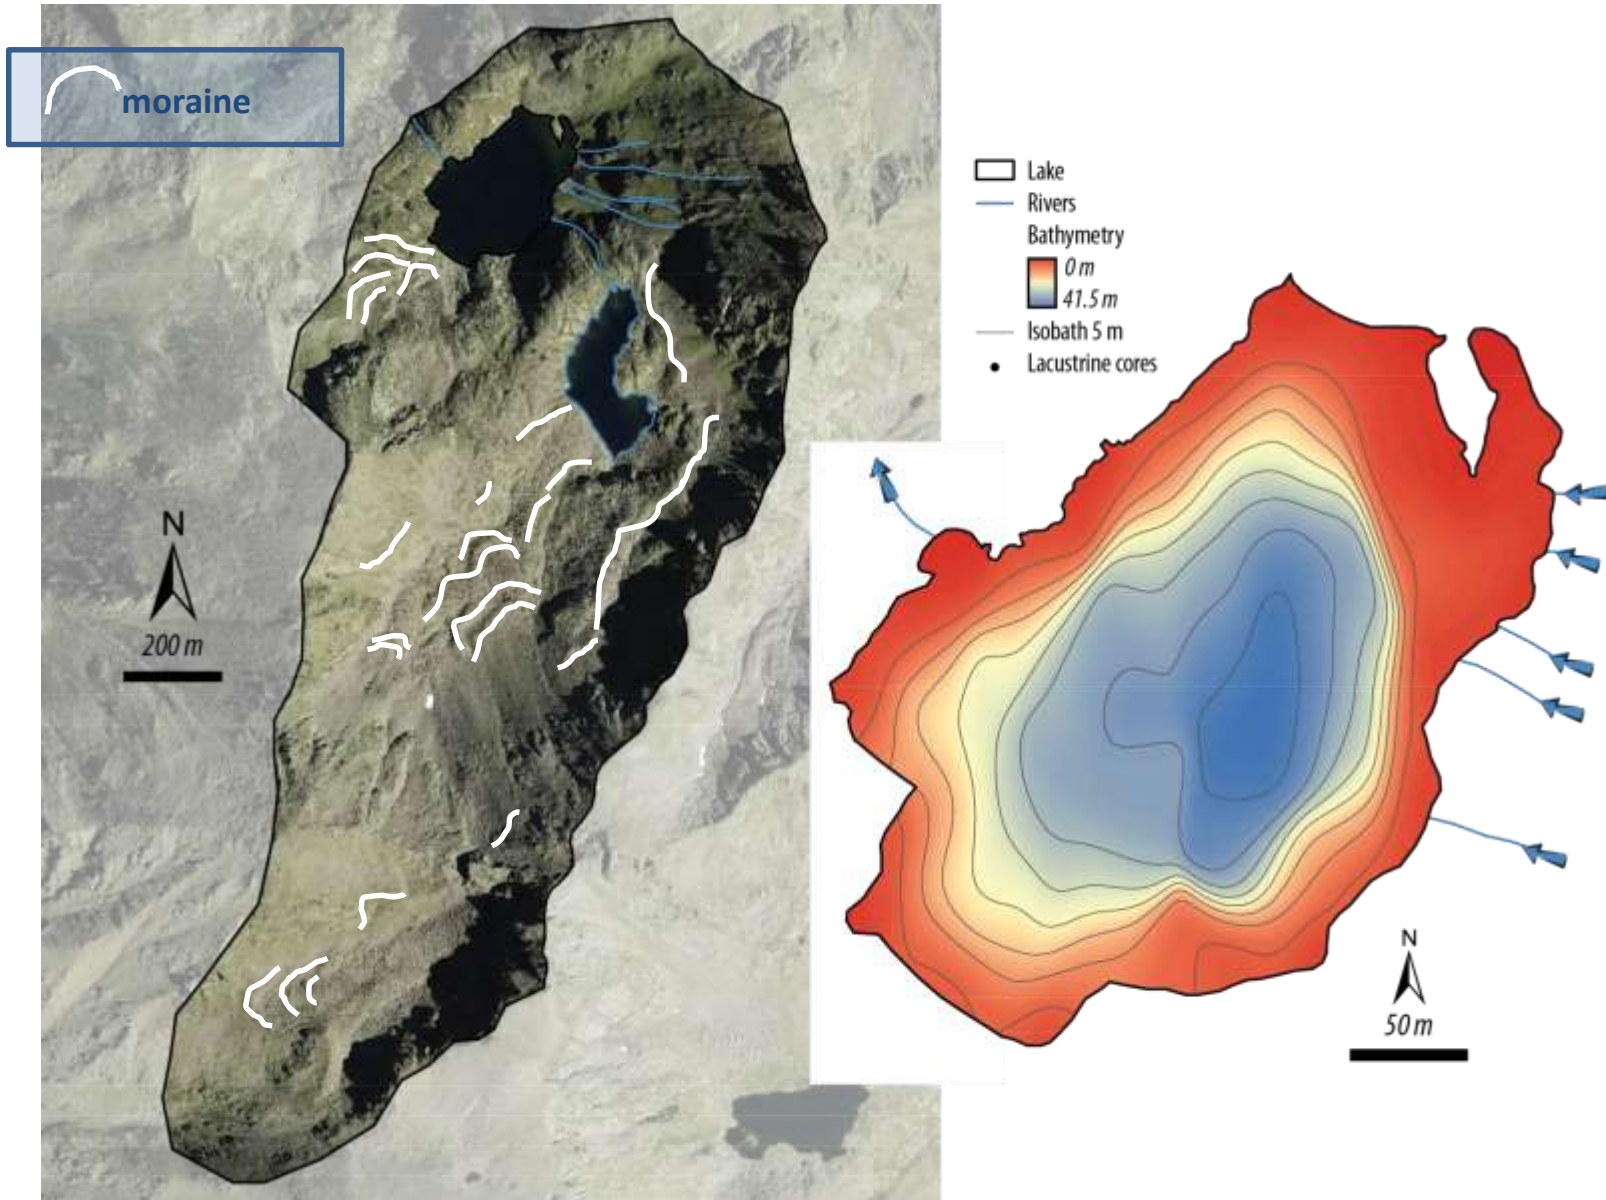 moraine
N
200 m
Lake
Rivers
Bathymetry
0 m
41.5 m
Isobath 5 m
Lacustrine cores
N
50 m